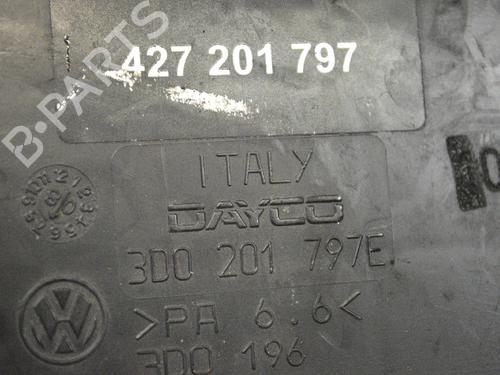 427 201 797
B-PARTS
ITALY
DAYCO
3D0 201 797E
>PA 6.6<
3D0 196